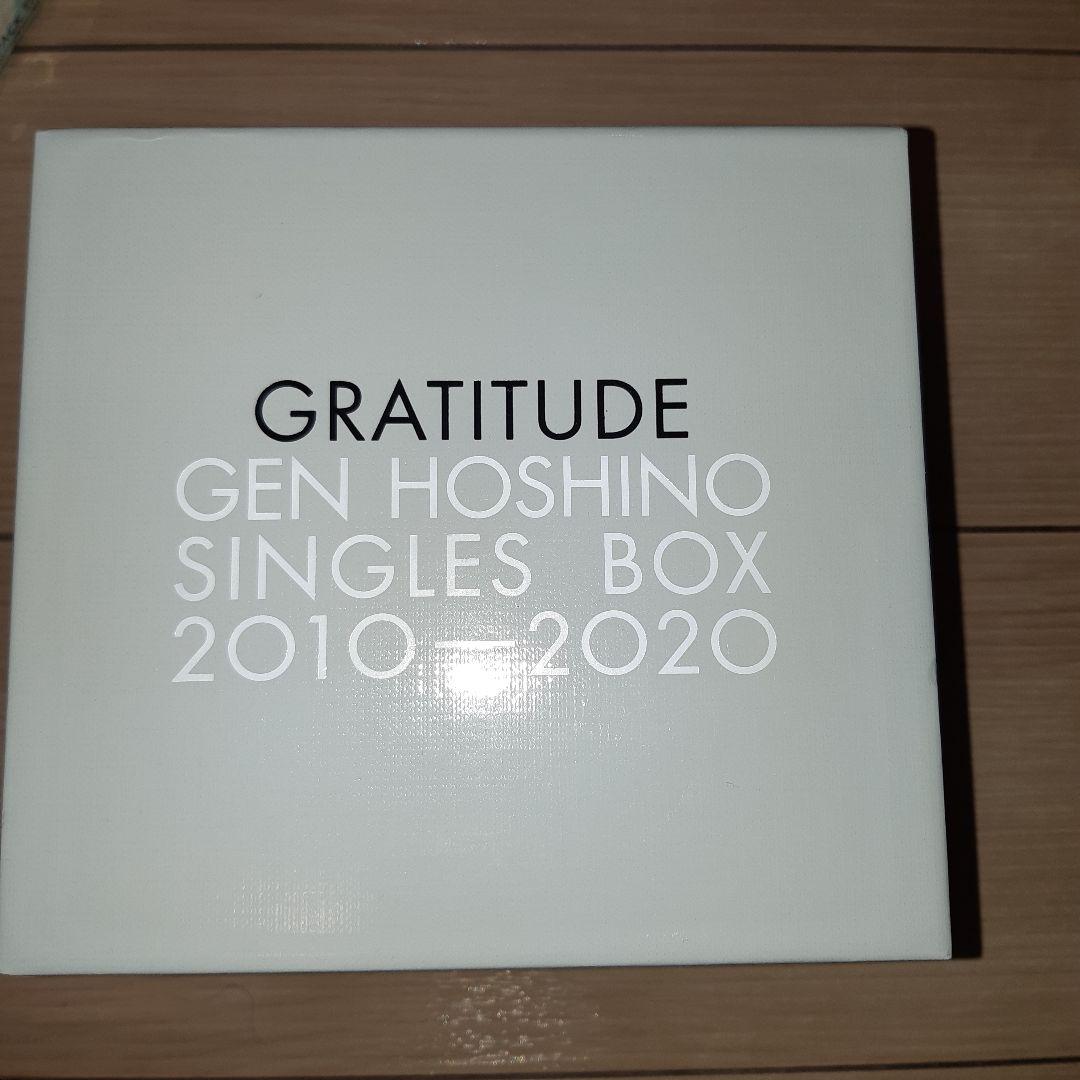 GRATITUDE
GEN HOSHINO
SINGLES BOX
2010—2020